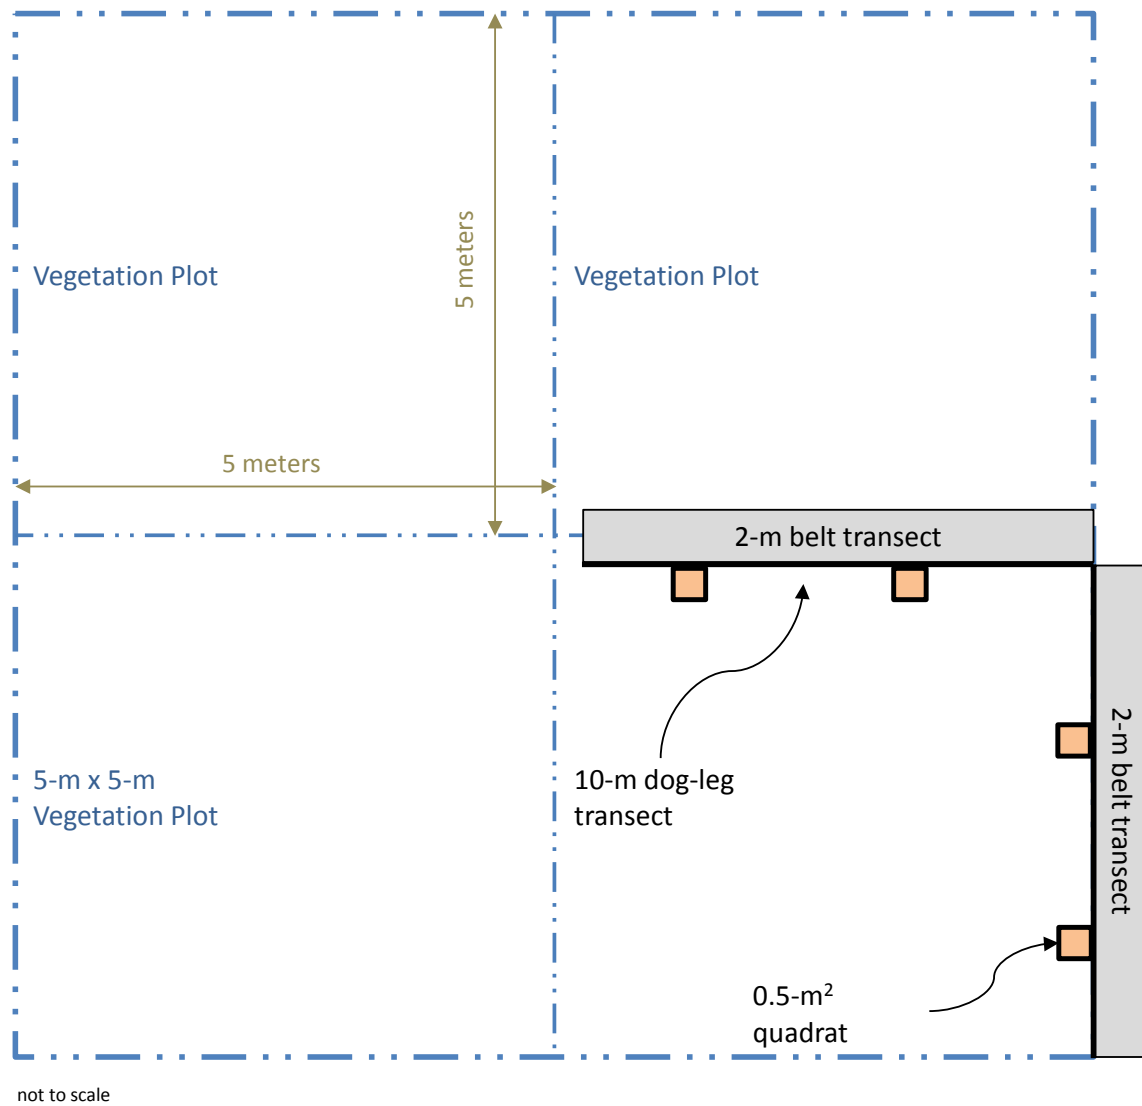 5 meters
Vegetation Plot
Vegetation Plot
5 meters
2-m belt transect
2-m belt transect
5-m x 5-m
Vegetation Plot
10-m dog-leg
transect
0.5-m²
quadrat
not to scale